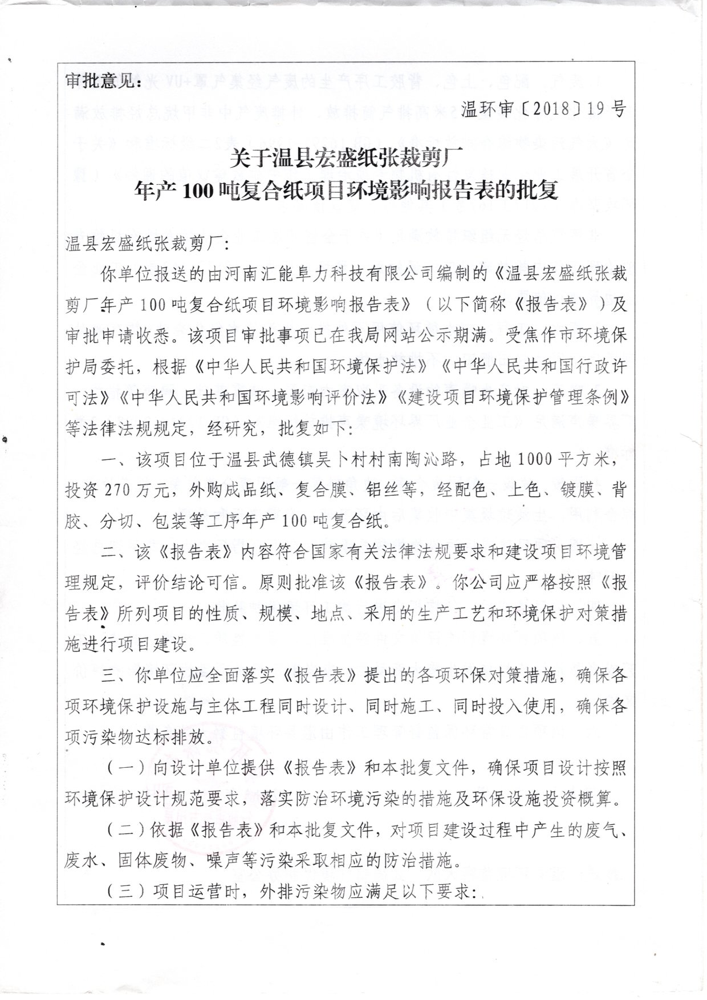 审批意见：
温环审〔2018〕19号
关于温县宏盛纸张裁剪厂
年产100吨复合纸项目环境影响报告表的批复
温县宏盛纸张裁剪厂：
你单位报送的由河南汇能阜力科技有限公司编制的《温县宏盛纸张裁
剪厂年产100吨复合纸项目环境影响报告表》（以下简称《报告表》）及
审批申请收悉。该项目审批事项已在我局网站公示期满。受焦作市环境保
护局委托，根据《中华人民共和国环境保护法》《中华人民共和国行政许
可法》《中华人民共和国环境影响评价法》《建设项目环境保护管理条例》
等法律法规规定，经研究，批复如下：
一、该项目位于温县武德镇吴卜村村南陶沁路，占地1000平方米，
投资270万元，外购成品纸、复合膜、铝丝等，经配色、上色、镀膜、背
胶、分切、包装等工序年产100吨复合纸。
二、该《报告表》内容符合国家有关法律法规要求和建设项目环境管
理规定，评价结论可信。原则批准该《报告表》。你公司应严格按照《报
告表》所列项目的性质、规模、地点、采用的生产工艺和环境保护对策措
施进行项目建设。
三、你单位应全面落实《报告表》提出的各项环保对策措施，确保各
项环境保护设施与主体工程同时设计、同时施工、同时投入使用，确保各
项污染物达标排放。
（一）向设计单位提供《报告表》和本批复文件，确保项目设计按照
环境保护设计规范要求，落实防治环境污染的措施及环保设施投资概算。
（二）依据《报告表》和本批复文件，对项目建设过程中产生的废气、
废水、固体废物、噪声等污染采取相应的防治措施。
（三）项目运营时，外排污染物应满足以下要求：